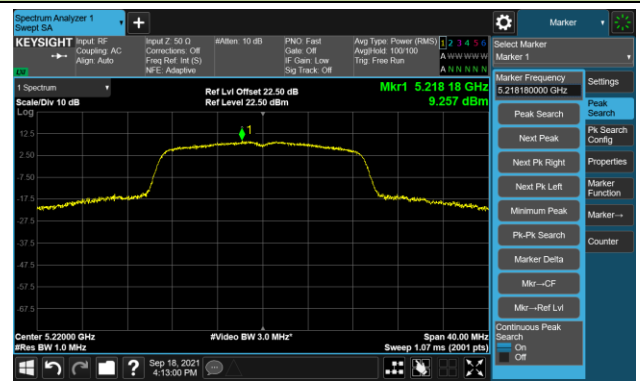 Spectrum Analyzer 1
Swept SA
Marker
KEYSIGHT
Input: RF
Coupling: AC
Align: Auto
Input Z: 50 Ω
Corrections: Off
Freq Ref: Int (S)
NFE: Adaptive
#Atten: 10 dB
PNO: Fast
Gate: Off
IF Gain: Low
Sig Track: Off
Avg Type: Power (RMS)
Avg|Hold: 100/100
Trig: Free Run
1 2 3 4 5 6
A W W W W W
A N N N N N
Select Marker
Marker 1
1 Spectrum
Scale/Div 10 dB
Log
Ref Lvl Offset 22.50 dB
Ref Level 22.50 dBm
Mkr1 5.218 18 GHz
9.257 dBm
1
12.5
2.50
-7.50
-17.5
-27.5
-37.5
-47.5
-57.5
-67.5
Center 5.22000 GHz
#Res BW 1.0 MHz
#Video BW 3.0 MHz*
Span 40.00 MHz
Sweep 1.07 ms (2001 pts)
Marker Frequency
5.218180000 GHz
Peak Search
Next Peak
Next Pk Right
Next Pk Left
Minimum Peak
Pk-Pk Search
Marker Delta
Mkr→CF
Mkr→Ref Lvl
Continuous Peak
Search
On
Off
Settings
Peak
Search
Pk Search
Config
Properties
Marker
Function
Marker→
Counter
?
Sep 18, 2021
4:13:00 PM